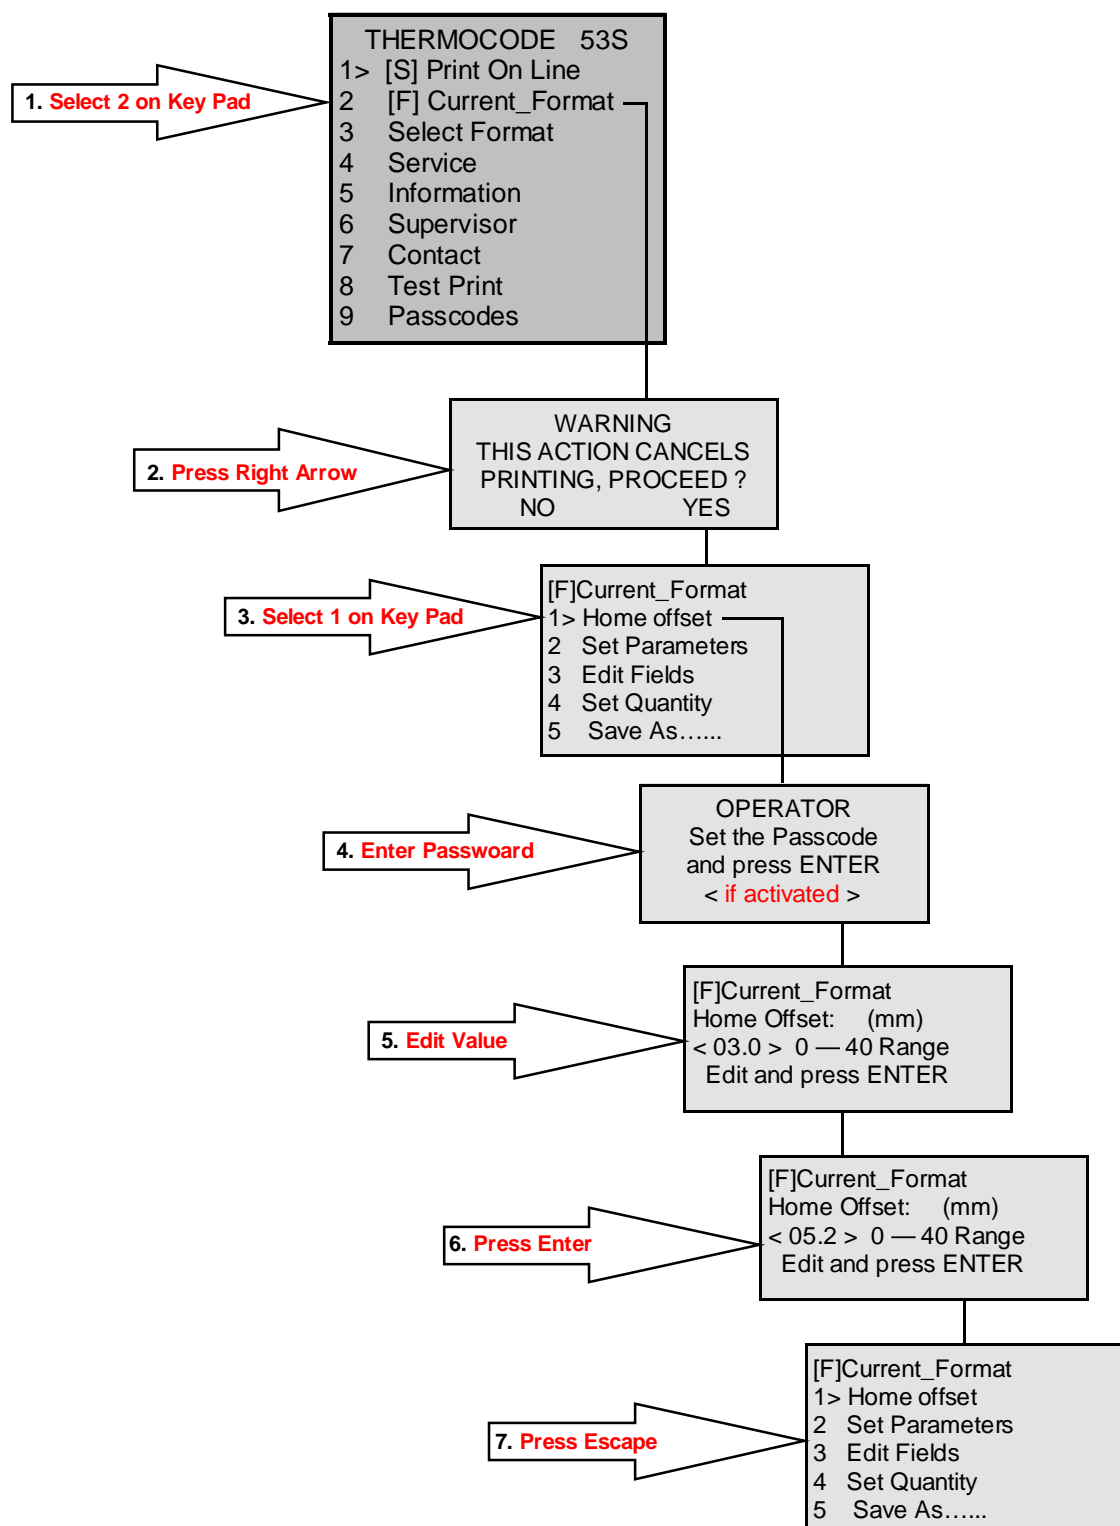 THERMOCODE 53S
1> [S] Print On Line
1. Select 2 on Key Pad
2 [F] Current_Format
3 Select Format
4 Service
5 Information
6 Supervisor
7 Contact
8 Test Print
9 Passcodes
WARNING
THIS ACTION CANCELS
PRINTING, PROCEED ?
NO YES
2. Press Right Arrow
[F]Current_Format
1> Home offset
2 Set Parameters
3 Edit Fields
4 Set Quantity
5 Save As…...
3. Select 1 on Key Pad
OPERATOR
Set the Passcode
and press ENTER
< if activated >
4. Enter Passwoard
[F]Current_Format
Home Offset: (mm)
< 03.0 > 0 — 40 Range
Edit and press ENTER
5. Edit Value
[F]Current_Format
Home Offset: (mm)
< 05.2 > 0 — 40 Range
Edit and press ENTER
6. Press Enter
[F]Current_Format
1> Home offset
2 Set Parameters
3 Edit Fields
4 Set Quantity
5 Save As…...
7. Press Escape